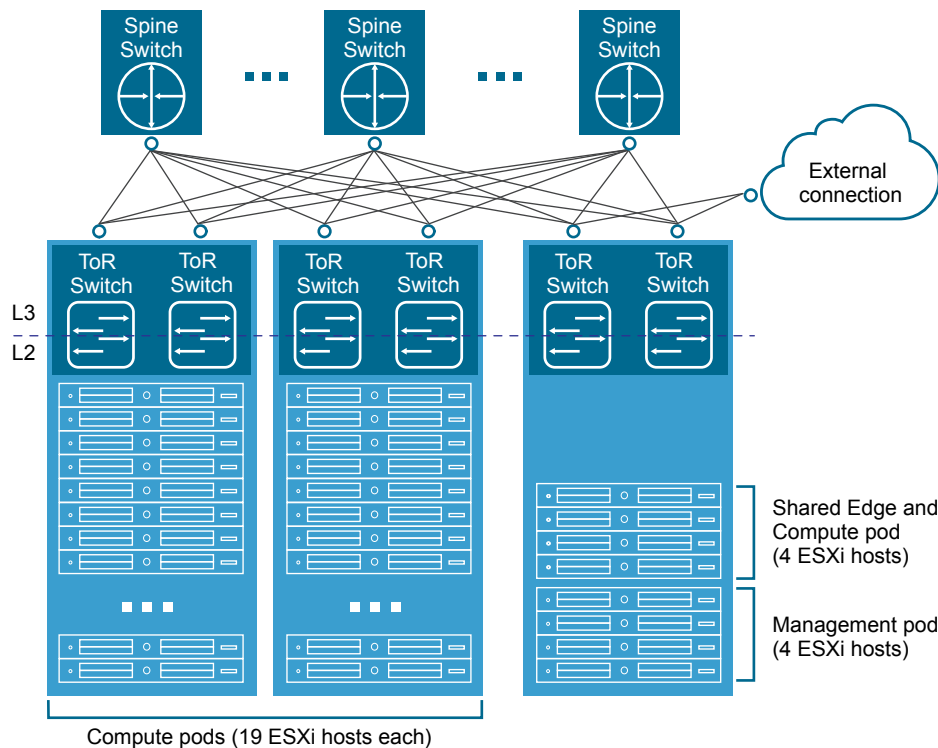 Spine
Switch
Spine
Switch
Spine
Switch
External
connection
ToR
Switch
ToR
Switch
ToR
Switch
ToR
Switch
ToR
Switch
ToR
Switch
L3
L2
Shared Edge and
Compute pod
(4 ESXi hosts)
Management pod
(4 ESXi hosts)
Compute pods (19 ESXi hosts each)